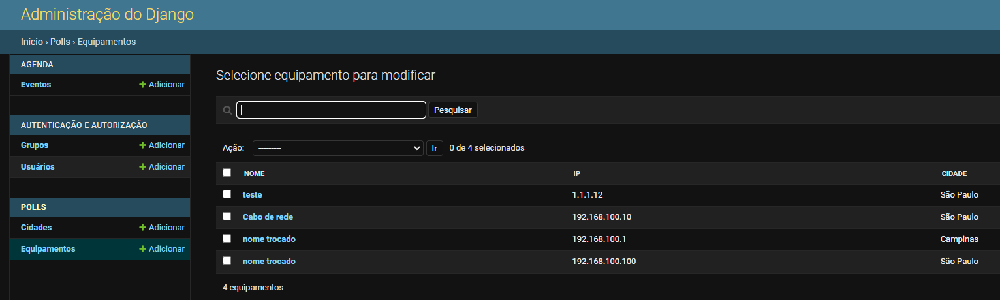 Administração do Django
Início › Polls › Equipamentos
AGENDA
Eventos + Adicionar
AUTENTICAÇÃO E AUTORIZAÇÃO
Grupos + Adicionar
Usuários + Adicionar
POLLS
Cidades + Adicionar
Equipamentos + Adicionar
Selecione equipamento para modificar
Pesquisar
Ação: --------- Ir 0 de 4 selecionados
NOME IP CIDADE
teste 1.1.1.12 São Paulo
Cabo de rede 192.168.100.10 São Paulo
nome trocado 192.168.100.1 Campinas
nome trocado 192.168.100.100 São Paulo
4 equipamentos